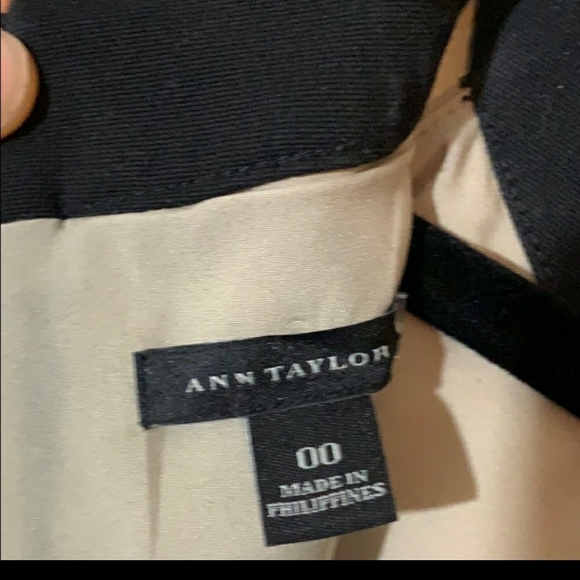 ANN TAYLOR
00
MADE IN
PHILIPPINES